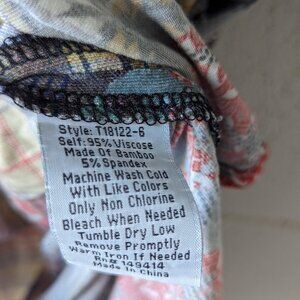 Style: T18122-6
Self: 95% Viscose
Made Of Bamboo
5% Spandex
Machine Wash Cold
With Like Colors
Only Non Chlorine
Bleach When Needed
Tumble Dry Low
Remove Promptly
Warm Iron If Needed
Rn# 149414
Made In China